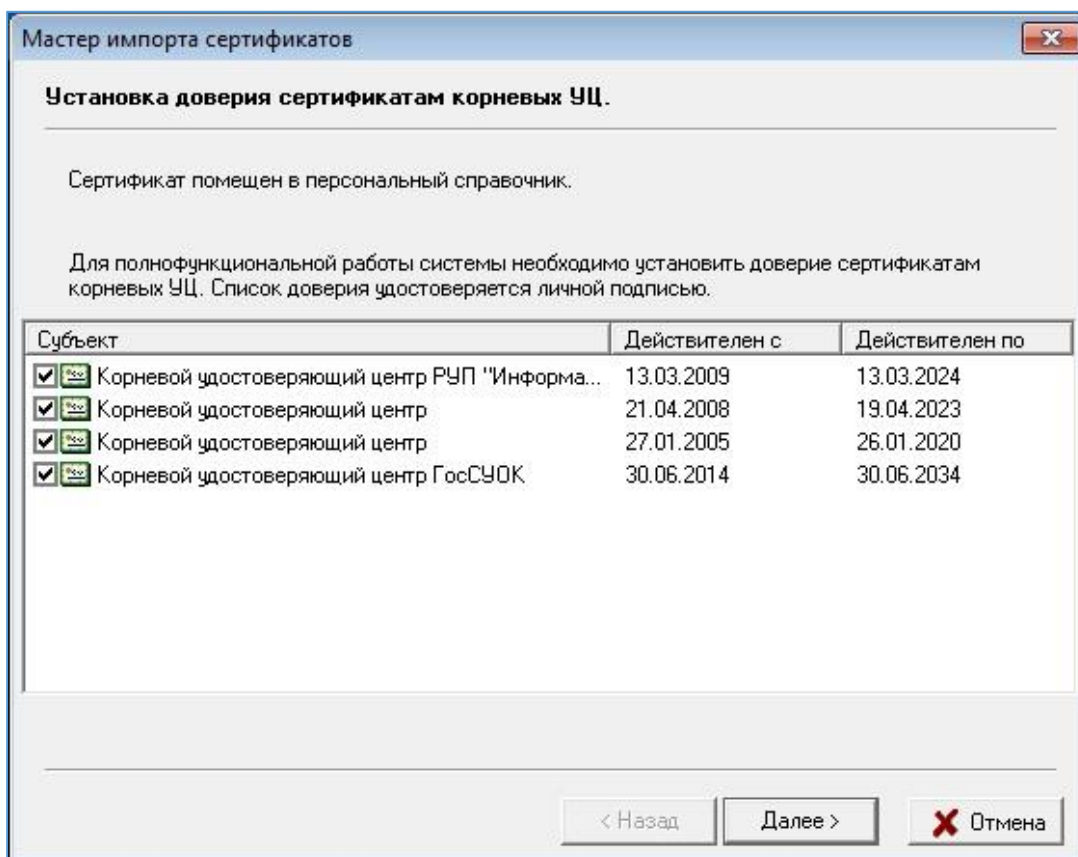 Мастер импорта сертификатов
Установка доверия сертификатам корневых УЦ.
Сертификат помещен в персональный справочник.
Для полнофункциональной работы системы необходимо установить доверие сертификатам
корневых УЦ. Список доверия удостоверяется личной подписью.
Субъект Действителен с Действителен по
Корневой удостоверяющий центр РУП "Информа... 13.03.2009 13.03.2024
Корневой удостоверяющий центр 21.04.2008 19.04.2023
Корневой удостоверяющий центр 27.01.2005 26.01.2020
Корневой удостоверяющий центр ГосСУОК 30.06.2014 30.06.2034
< Назад Далее > Отмена